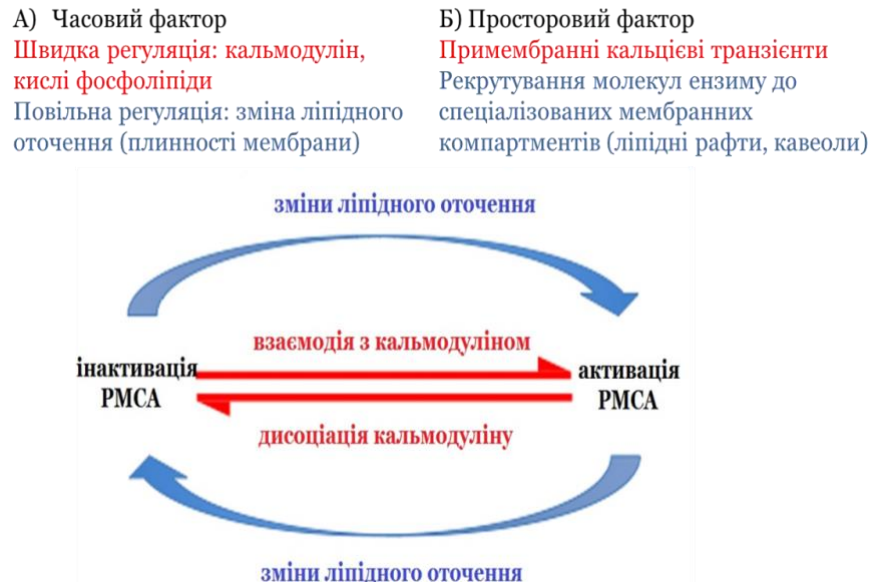 А) Часовий фактор
Швидка регуляція: кальмодулін,
кислі фосфоліпіди
Повільна регуляція: зміна ліпідного
оточення (плинності мембрани)
Б) Просторовий фактор
Примембранні кальцієві транзієнти
Рекрутування молекул ензиму до
спеціалізованих мембранних
компартментів (ліпідні рафти, кавеоли)
зміни ліпідного оточення
взаємодія з кальмодуліном
інактивація
РМСА
активація
РМСА
дисоціація кальмодуліну
зміни ліпідного оточення